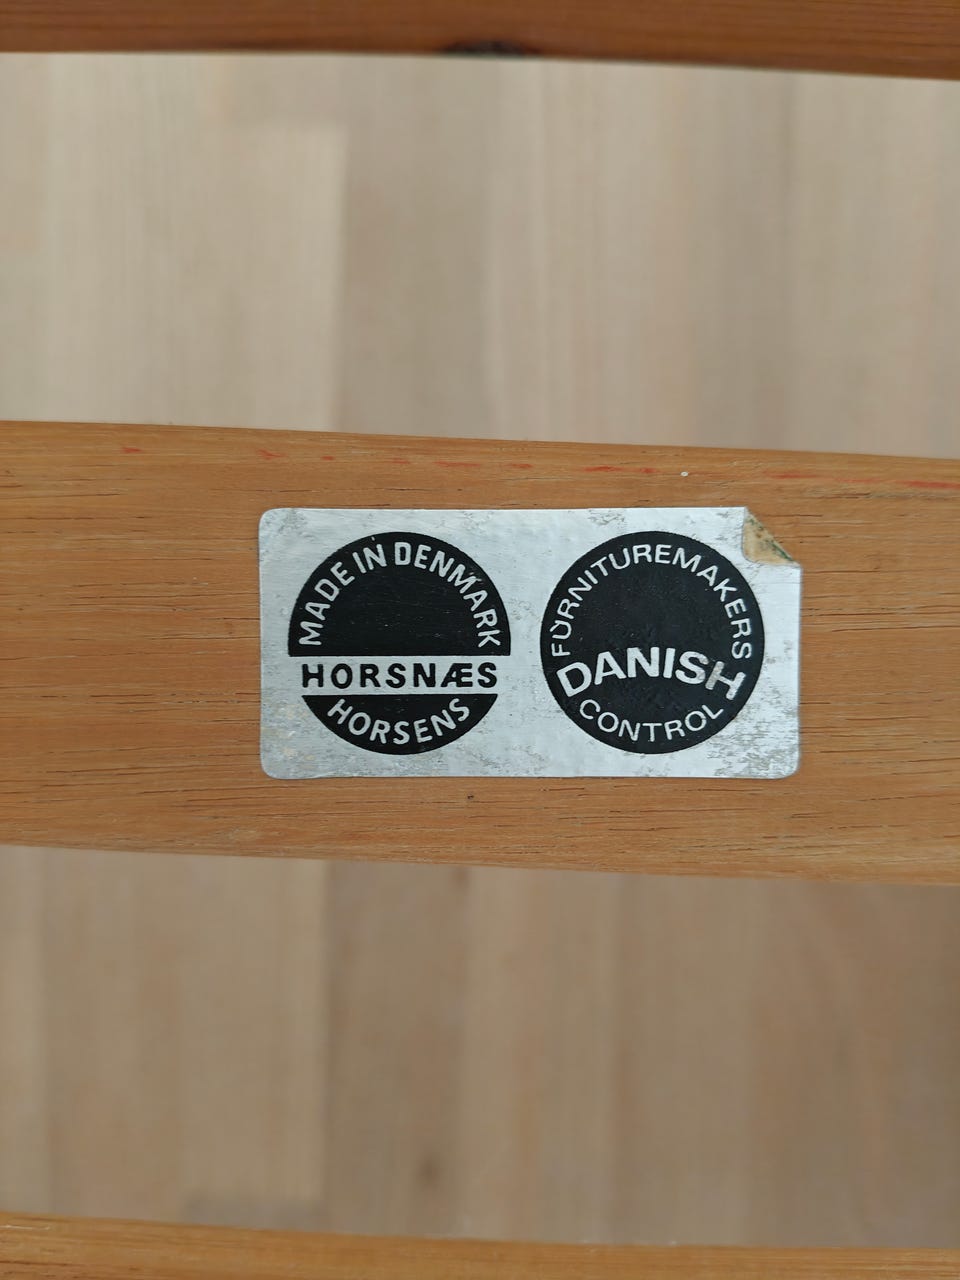 MADE IN DENMARK
HORSNÆS
HORSENS
FURNITUREMAKERS
DANISH
CONTROL